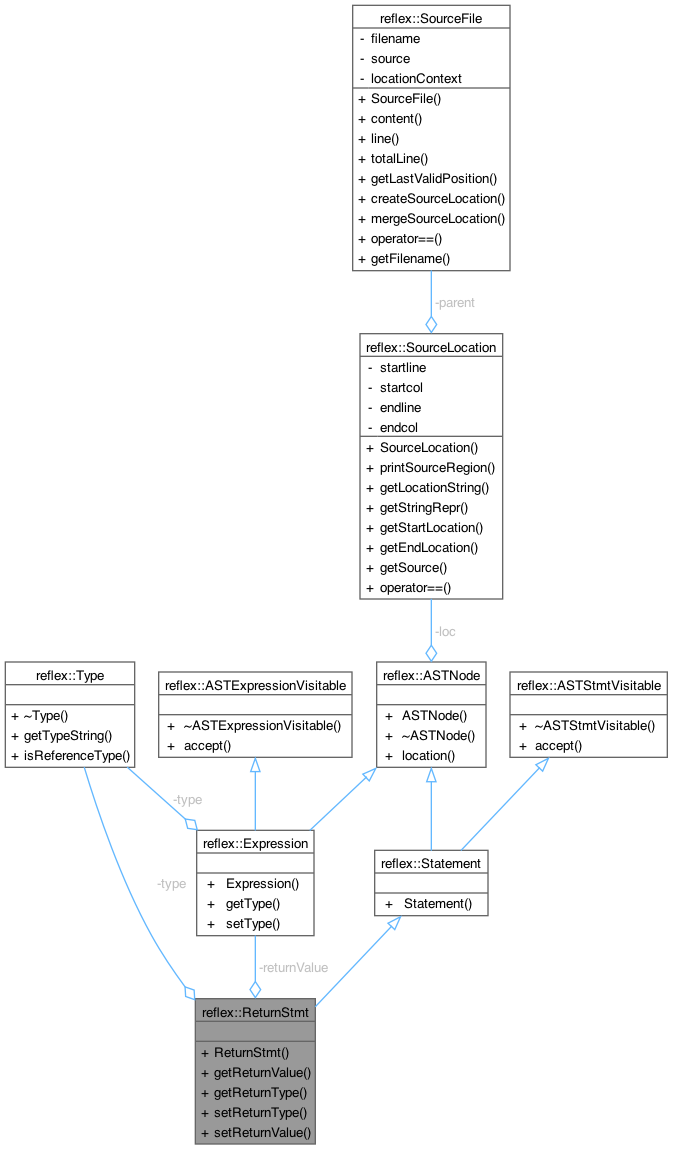 reflex::SourceFile
- filename
- source
- locationContext
+ SourceFile()
+ content()
+ line()
+ totalLine()
+ getLastValidPosition()
+ createSourceLocation()
+ mergeSourceLocation()
+ operator==()
+ getFilename()
-parent
reflex::SourceLocation
- startline
- startcol
- endline
- endcol
+ SourceLocation()
+ printSourceRegion()
+ getLocationString()
+ getStringRepr()
+ getStartLocation()
+ getEndLocation()
+ getSource()
+ operator==()
-loc
reflex::Type
+ ~Type()
+ getTypeString()
+ isReferenceType()
reflex::ASTExpressionVisitable
+ ~ASTExpressionVisitable()
+ accept()
reflex::ASTNode
+ ASTNode()
+ ~ASTNode()
+ location()
reflex::ASTStmtVisitable
+ ~ASTStmtVisitable()
+ accept()
-type
reflex::Expression
+ Expression()
+ getType()
+ setType()
reflex::Statement
+ Statement()
-type
-returnValue
reflex::ReturnStmt
+ ReturnStmt()
+ getReturnValue()
+ getReturnType()
+ setReturnType()
+ setReturnValue()